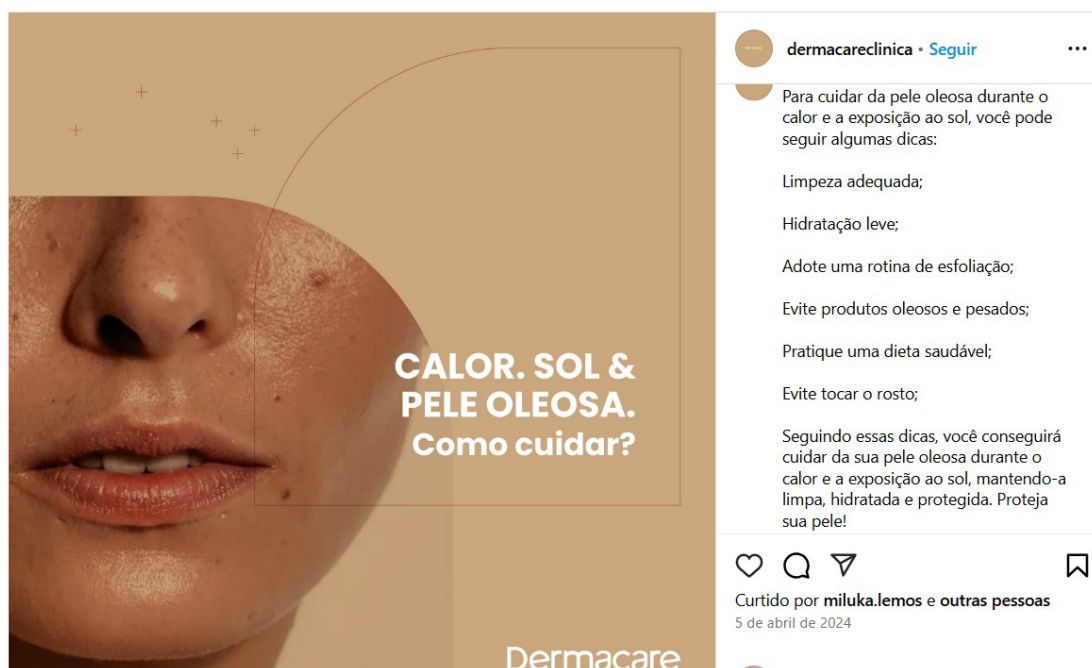 CALOR. SOL &
PELE OLEOSA.
Como cuidar?
Dermacare
dermacareclinica • Seguir
Para cuidar da pele oleosa durante o
calor e a exposição ao sol, você pode
seguir algumas dicas:
Limpeza adequada;
Hidratação leve;
Adote uma rotina de esfoliação;
Evite produtos oleosos e pesados;
Pratique uma dieta saudável;
Evite tocar o rosto;
Seguindo essas dicas, você conseguirá
cuidar da sua pele oleosa durante o
calor e a exposição ao sol, mantendo-a
limpa, hidratada e protegida. Proteja
sua pele!
Curtido por miluka.lemos e outras pessoas
5 de abril de 2024